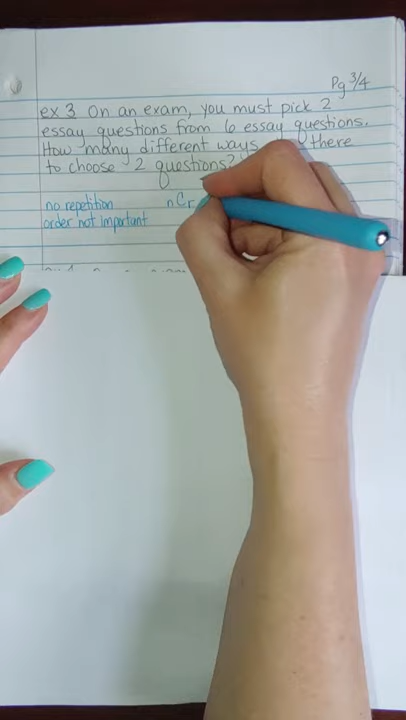 Pg 3/4
ex 3 On an exam, you must pick 2
essay questions from 6 essay questions.
How many different ways there
to choose 2 questions?
no repetition nCr
order not important